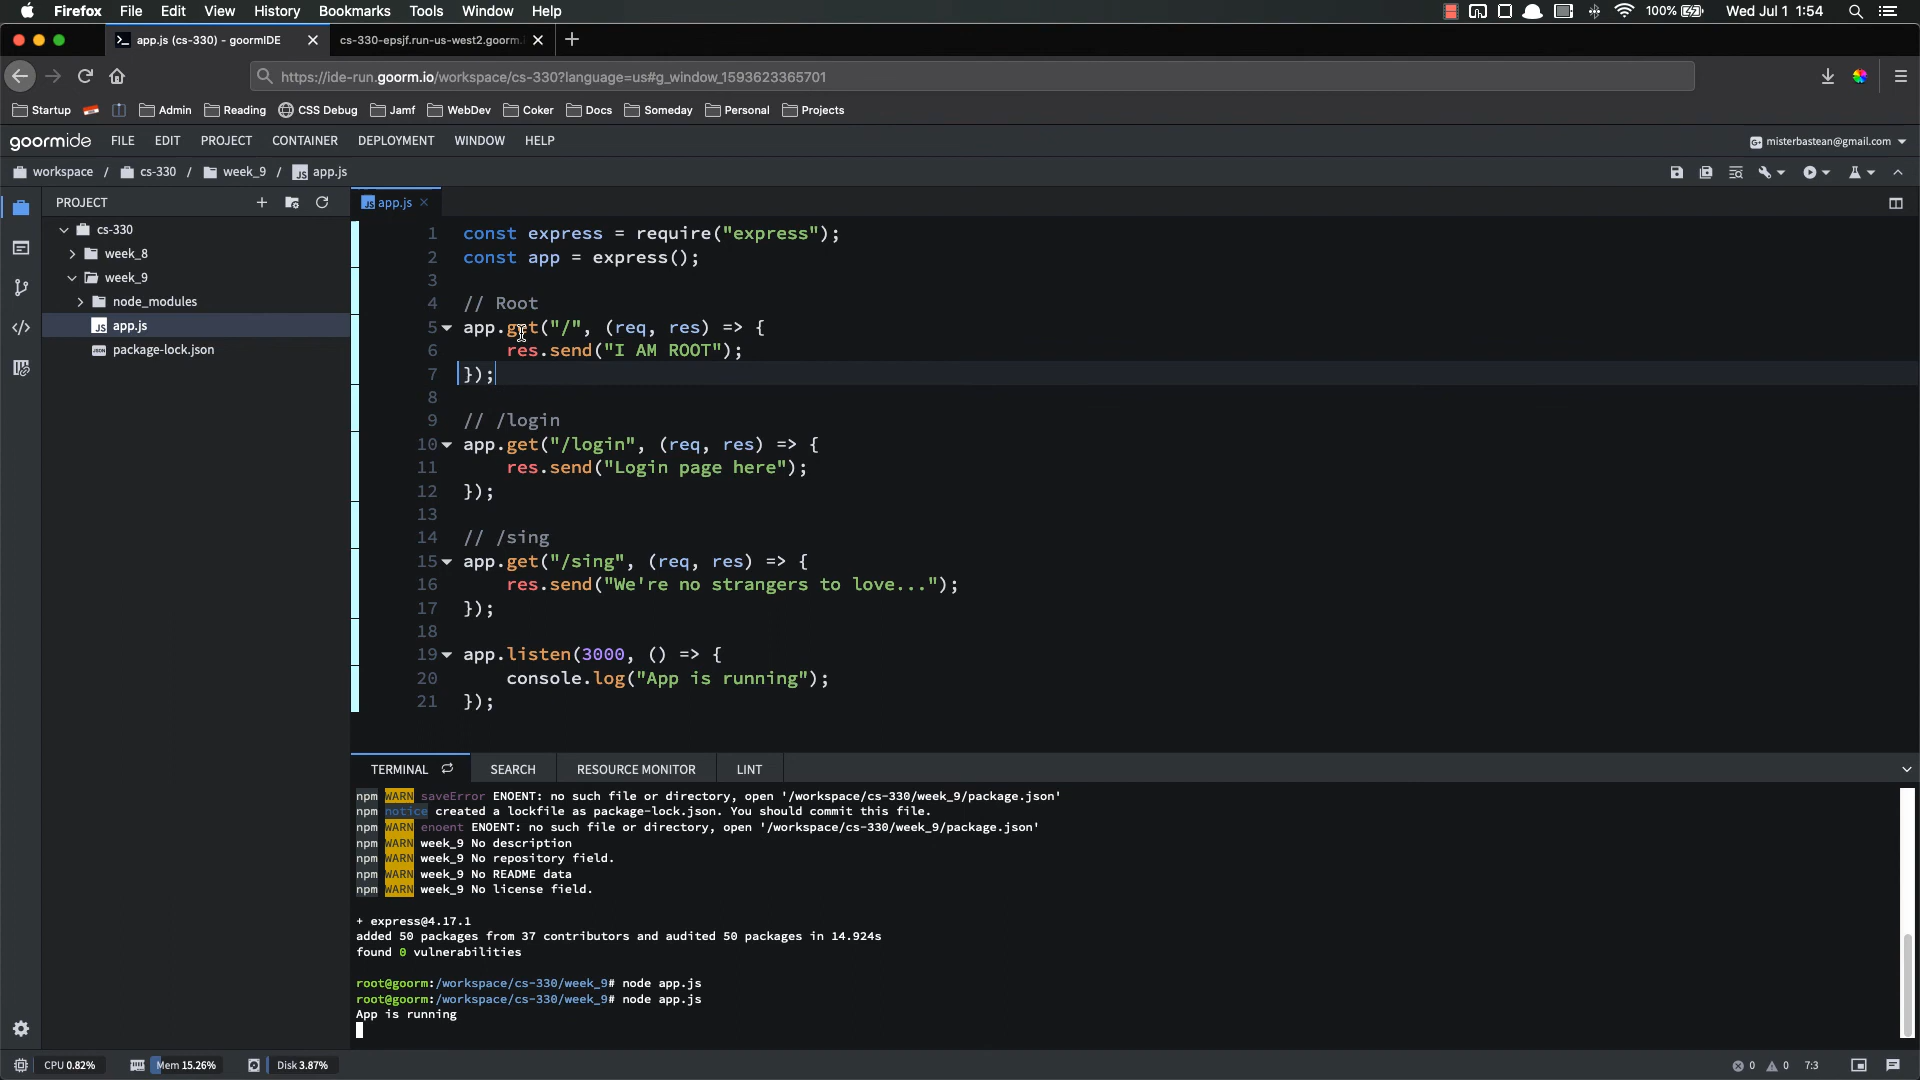 Firefox File Edit View History Bookmarks Tools Window Help 100% Wed Jul 1 1:54
app.js (cs-330) - goormIDE cs-330-epsjf.run-us-west2.goorm.
https://ide-run.goorm.io/workspace/cs-330?language=us#g_window_1593623365701
Startup Admin Reading CSS Debug Jamf WebDev Coker Docs Someday Personal Projects
goormide FILE EDIT PROJECT CONTAINER DEPLOYMENT WINDOW HELP misterbastean@gmail.com
workspace / cs-330 / week_9 / JS app.js
PROJECT
cs-330
week_8
week_9
node_modules
JS app.js
JSON package-lock.json
JS app.js
1 const express = require("express");
2 const app = express();
3
4 // Root
5 app.get("/", (req, res) => {
6 res.send("I AM ROOT");
7 });
8
9 // /login
10 app.get("/login", (req, res) => {
11 res.send("Login page here");
12 });
13
14 // /sing
15 app.get("/sing", (req, res) => {
16 res.send("We're no strangers to love...");
17 });
18
19 app.listen(3000, () => {
20 console.log("App is running");
21 });
TERMINAL SEARCH RESOURCE MONITOR LINT
npm WARN saveError ENOENT: no such file or directory, open '/workspace/cs-330/week_9/package.json'
npm notice created a lockfile as package-lock.json. You should commit this file.
npm WARN enoent ENOENT: no such file or directory, open '/workspace/cs-330/week_9/package.json'
npm WARN week_9 No description
npm WARN week_9 No repository field.
npm WARN week_9 No README data
npm WARN week_9 No license field.
+ express@4.17.1
added 50 packages from 37 contributors and audited 50 packages in 14.924s
found 0 vulnerabilities
root@goorm:/workspace/cs-330/week_9# node app.js
root@goorm:/workspace/cs-330/week_9# node app.js
App is running
CPU 0.82% Mem 15.26% Disk 3.87% 0 0 7:3